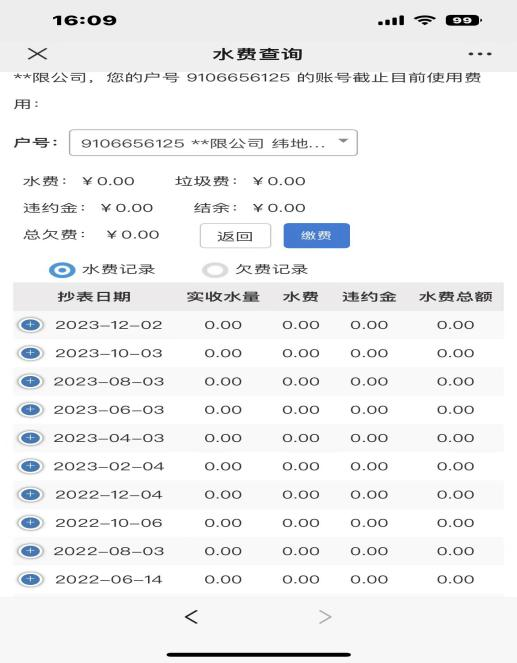 16:09 99
水费查询
**限公司，您的户号 9106656125 的账号截止目前使用费
用：
户号： 9106656125 **限公司 纬地...
水费：￥0.00 垃圾费：￥0.00
违约金：￥0.00 结余：￥0.00
总欠费：￥0.00 返回 缴费
水费记录 欠费记录
抄表日期 实收水量 水费 违约金 水费总额
2023-12-02 0.00 0.00 0.00 0.00
2023-10-03 0.00 0.00 0.00 0.00
2023-08-03 0.00 0.00 0.00 0.00
2023-06-03 0.00 0.00 0.00 0.00
2023-04-03 0.00 0.00 0.00 0.00
2023-02-04 0.00 0.00 0.00 0.00
2022-12-04 0.00 0.00 0.00 0.00
2022-10-06 0.00 0.00 0.00 0.00
2022-08-03 0.00 0.00 0.00 0.00
2022-06-14 0.00 0.00 0.00 0.00